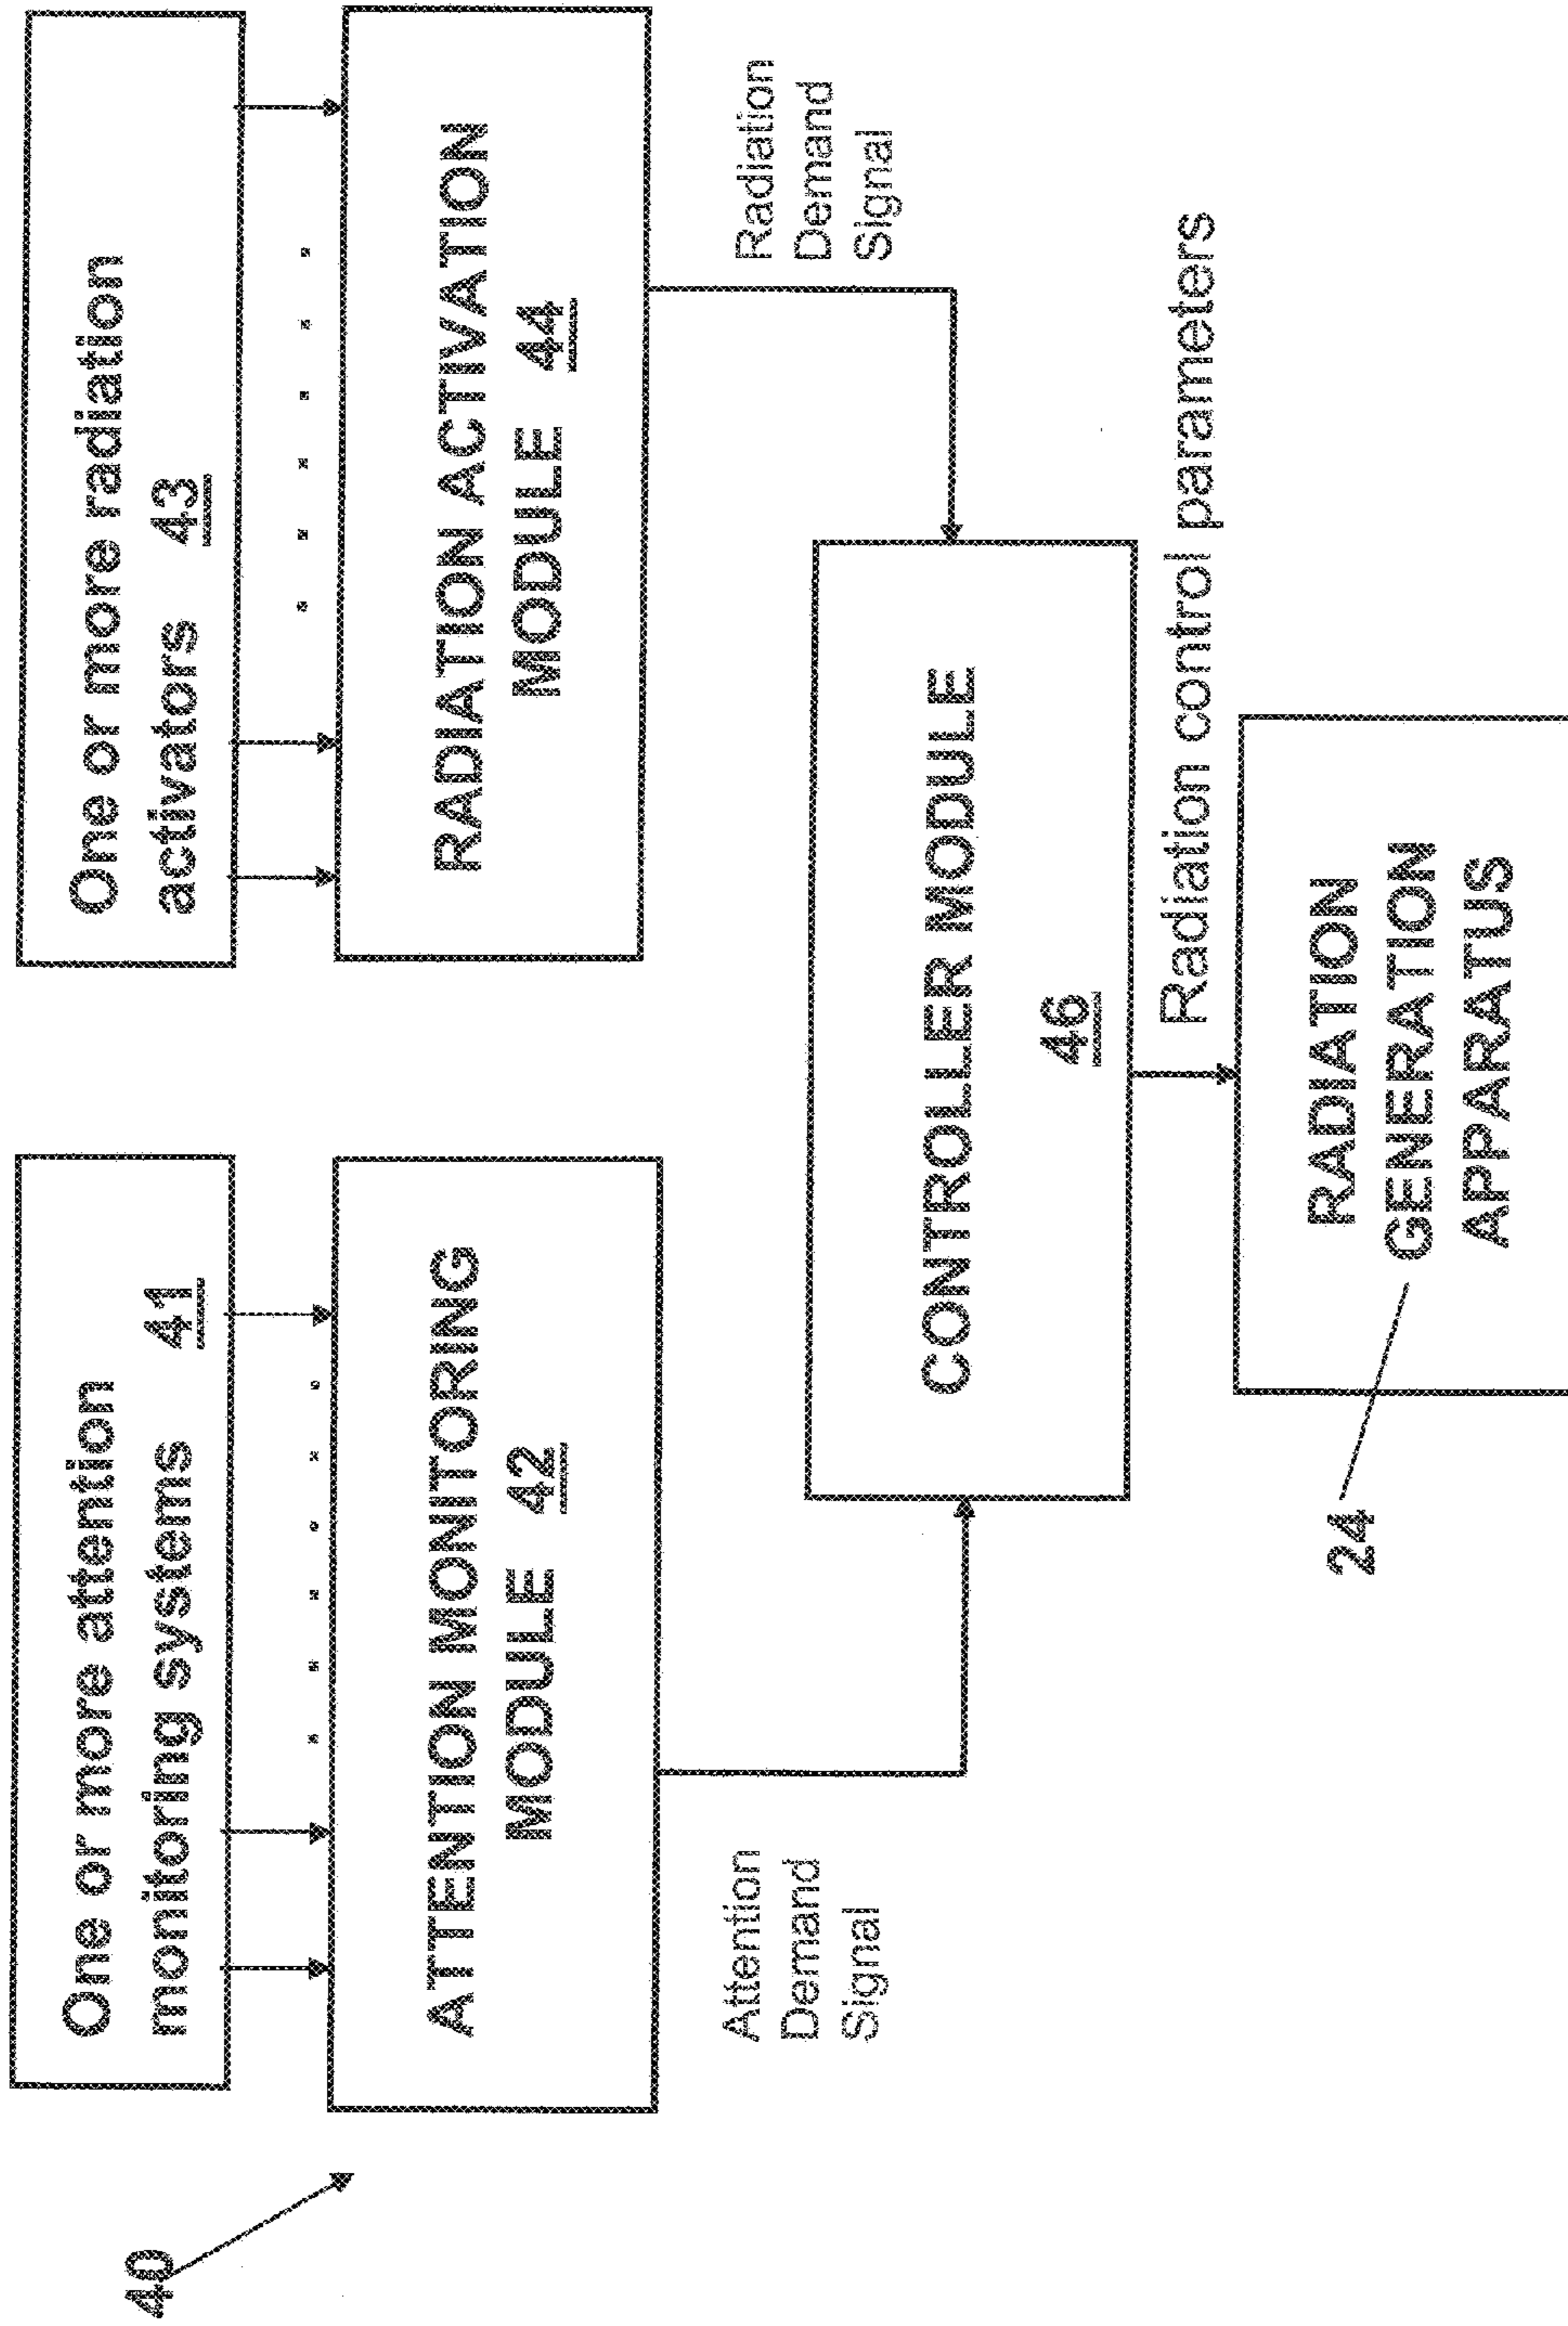 40
One or more attention
monitoring systems 41
ATTENTION MONITORING
MODULE 42
Attention
Demand
Signal
One or more radiation
activators 43
RADIATION ACTIVATION
MODULE 44
Radiation
Demand
Signal
CONTROLLER MODULE
46
Radiation control parameters
24
RADIATION
GENERATION
APPARATUS